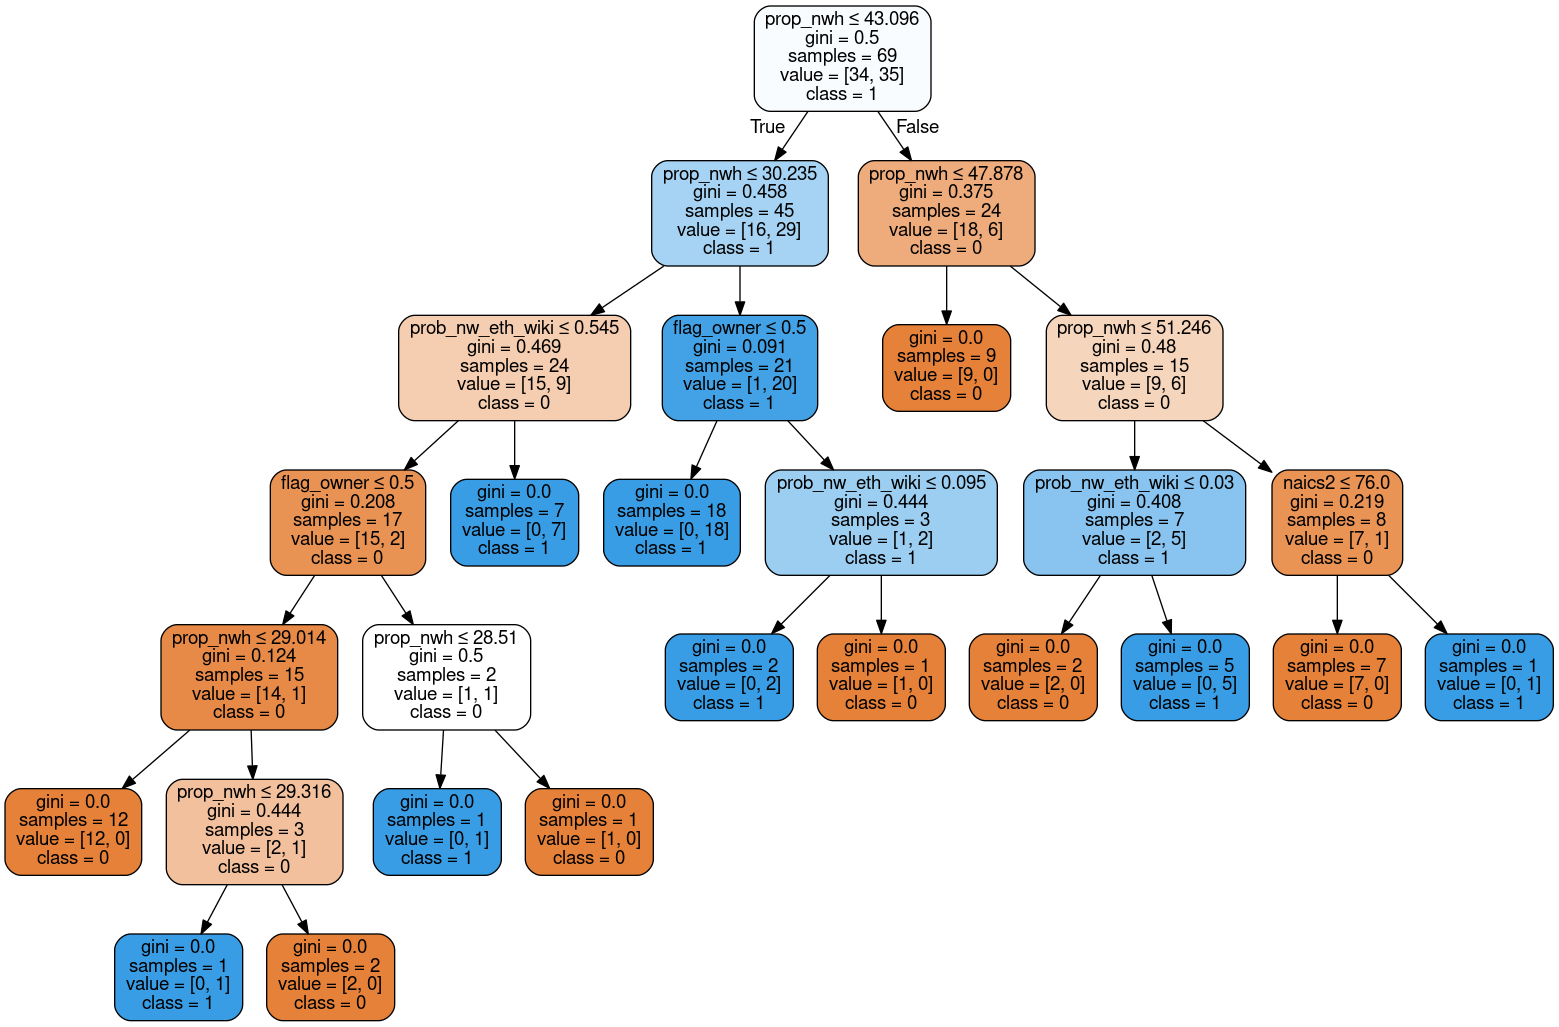 prop_nwh ≤ 43.096
gini = 0.5
samples = 69
value = [34, 35]
class = 1
True
False
prop_nwh ≤ 30.235
gini = 0.458
samples = 45
value = [16, 29]
class = 1
prop_nwh ≤ 47.878
gini = 0.375
samples = 24
value = [18, 6]
class = 0
prob_nw_eth_wiki ≤ 0.545
gini = 0.469
samples = 24
value = [15, 9]
class = 0
flag_owner ≤ 0.5
gini = 0.091
samples = 21
value = [1, 20]
class = 1
gini = 0.0
samples = 9
value = [9, 0]
class = 0
prop_nwh ≤ 51.246
gini = 0.48
samples = 15
value = [9, 6]
class = 0
flag_owner ≤ 0.5
gini = 0.208
samples = 17
value = [15, 2]
class = 0
gini = 0.0
samples = 7
value = [0, 7]
class = 1
gini = 0.0
samples = 18
value = [0, 18]
class = 1
prob_nw_eth_wiki ≤ 0.095
gini = 0.444
samples = 3
value = [1, 2]
class = 1
prob_nw_eth_wiki ≤ 0.03
gini = 0.408
samples = 7
value = [2, 5]
class = 1
naics2 ≤ 76.0
gini = 0.219
samples = 8
value = [7, 1]
class = 0
prop_nwh ≤ 29.014
gini = 0.124
samples = 15
value = [14, 1]
class = 0
prop_nwh ≤ 28.51
gini = 0.5
samples = 2
value = [1, 1]
class = 0
gini = 0.0
samples = 2
value = [0, 2]
class = 1
gini = 0.0
samples = 1
value = [1, 0]
class = 0
gini = 0.0
samples = 2
value = [2, 0]
class = 0
gini = 0.0
samples = 5
value = [0, 5]
class = 1
gini = 0.0
samples = 7
value = [7, 0]
class = 0
gini = 0.0
samples = 1
value = [0, 1]
class = 1
gini = 0.0
samples = 12
value = [12, 0]
class = 0
prop_nwh ≤ 29.316
gini = 0.444
samples = 3
value = [2, 1]
class = 0
gini = 0.0
samples = 1
value = [0, 1]
class = 1
gini = 0.0
samples = 1
value = [1, 0]
class = 0
gini = 0.0
samples = 1
value = [0, 1]
class = 1
gini = 0.0
samples = 2
value = [2, 0]
class = 0